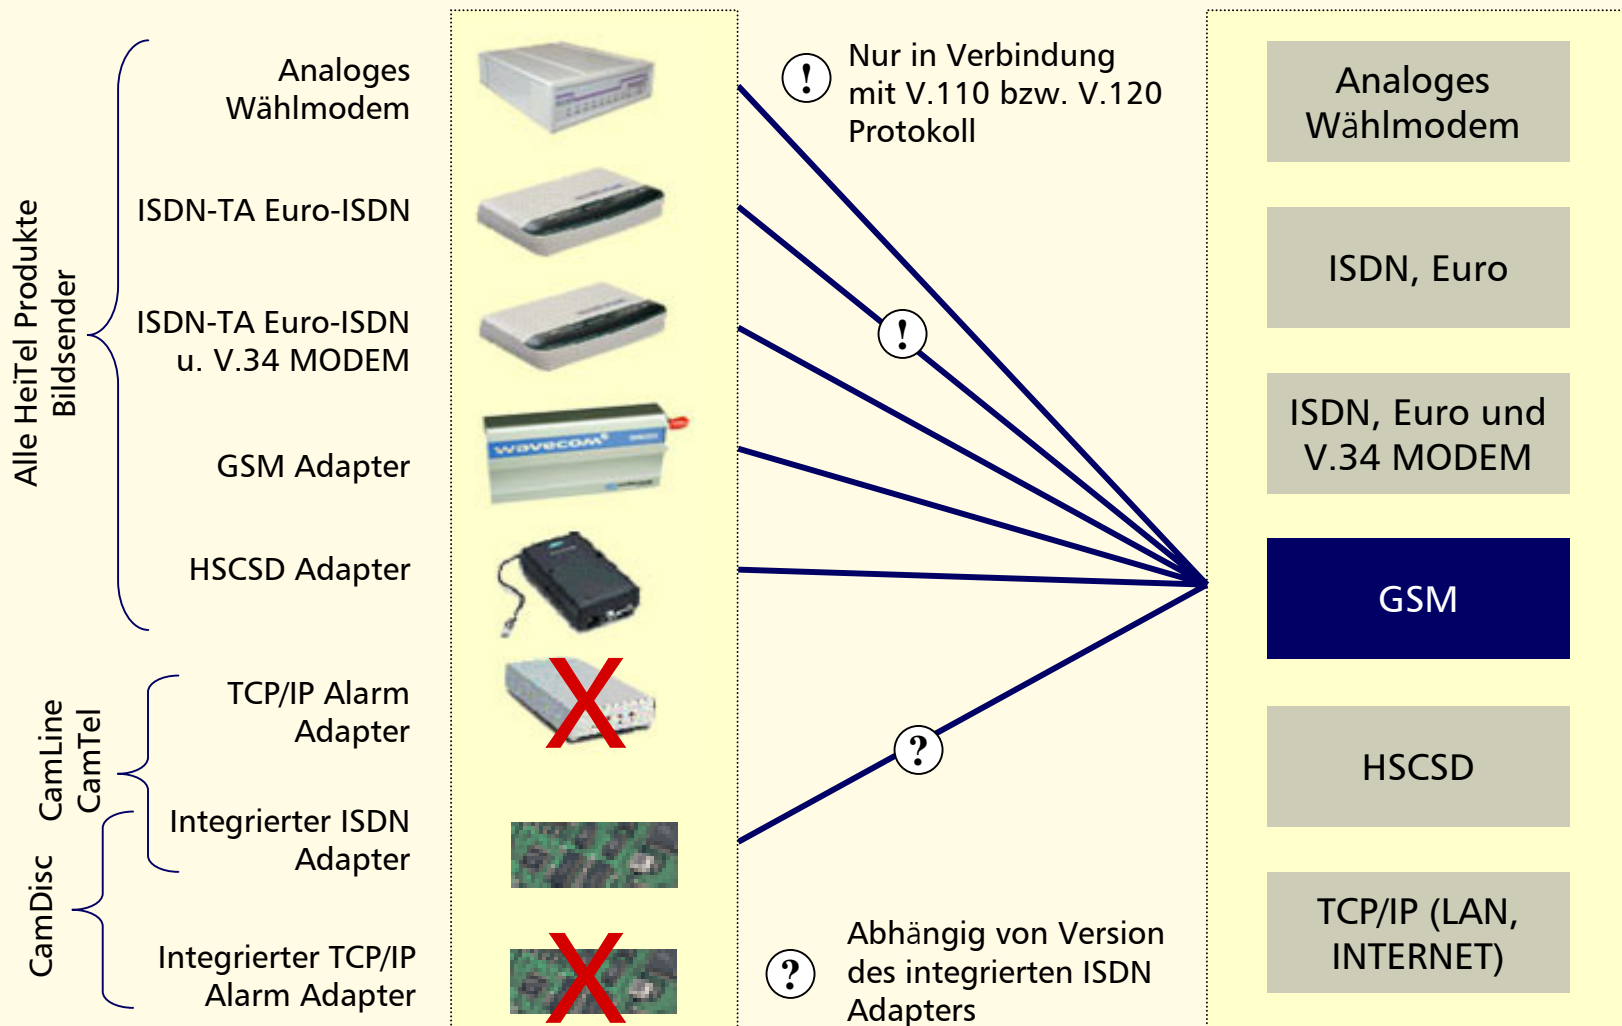 Alle HeiTel Produkte
Bildsender
CamLine
CamTel
CamDisc
Analoges
Wählmodem
ISDN-TA Euro-ISDN
ISDN-TA Euro-ISDN
u. V.34 MODEM
GSM Adapter
HSCSD Adapter
TCP/IP Alarm
Adapter
Integrierter ISDN
Adapter
Integrierter TCP/IP
Alarm Adapter
wavecom
X
X
!
Nur in Verbindung
mit V.110 bzw. V.120
Protokoll
!
?
?
Abhängig von Version
des integrierten ISDN
Adapters
Analoges
Wählmodem
ISDN, Euro
ISDN, Euro und
V.34 MODEM
GSM
HSCSD
TCP/IP (LAN,
INTERNET)